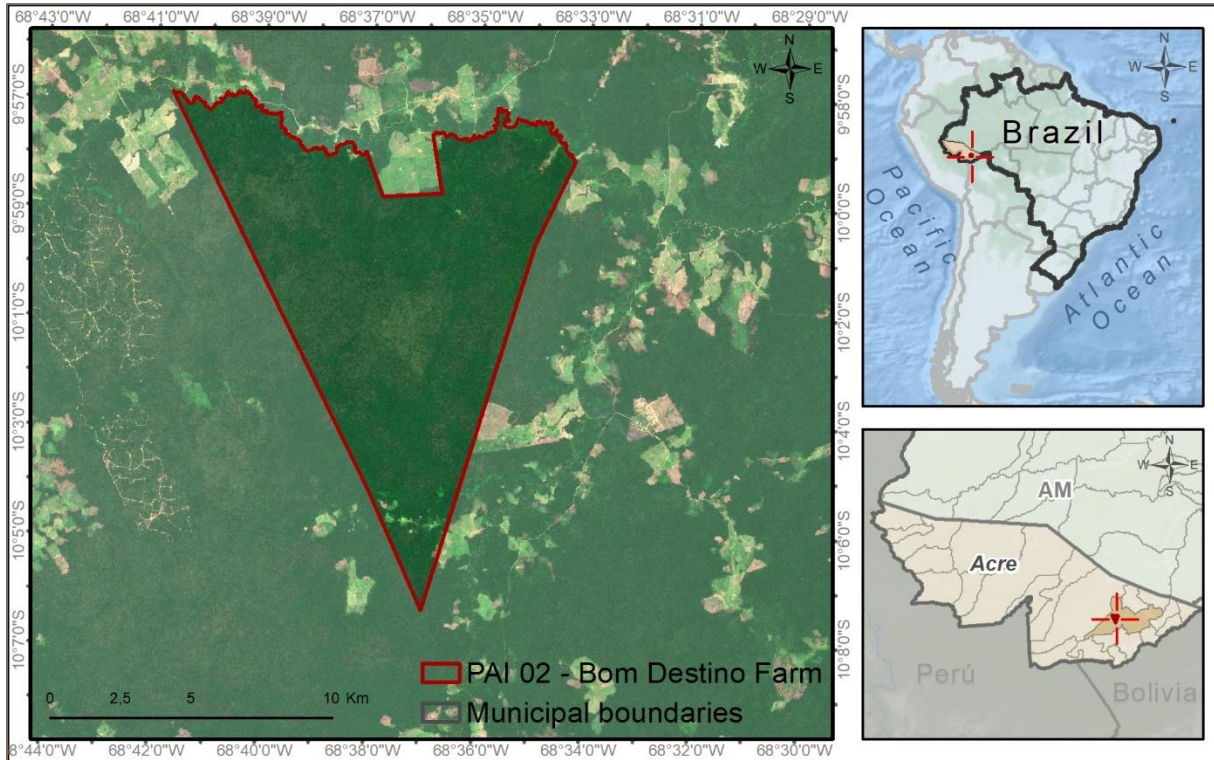 68°43'0"W 68°41'0"W 68°39'0"W 68°37'0"W 68°35'0"W 68°33'0"W 68°31'0"W 68°29'0"W
9°57'0"S
9°59'0"S
10°1'0"S
10°3'0"S
10°5'0"S
10°7'0"S
N
W E
S
9°58'0"S
10°0'0"S
10°2'0"S
10°4'0"S
10°6'0"S
10°8'0"S
PAI 02 - Bom Destino Farm
Municipal boundaries
0 2,5 5 10 Km
68°44'0"W 68°42'0"W 68°40'0"W 68°38'0"W 68°36'0"W 68°34'0"W 68°32'0"W 68°30'0"W
N
W E
S
Brazil
Pacific
Ocean
Atlantic
Ocean
N
W E
S
AM
Acre
Perú
Bolivia